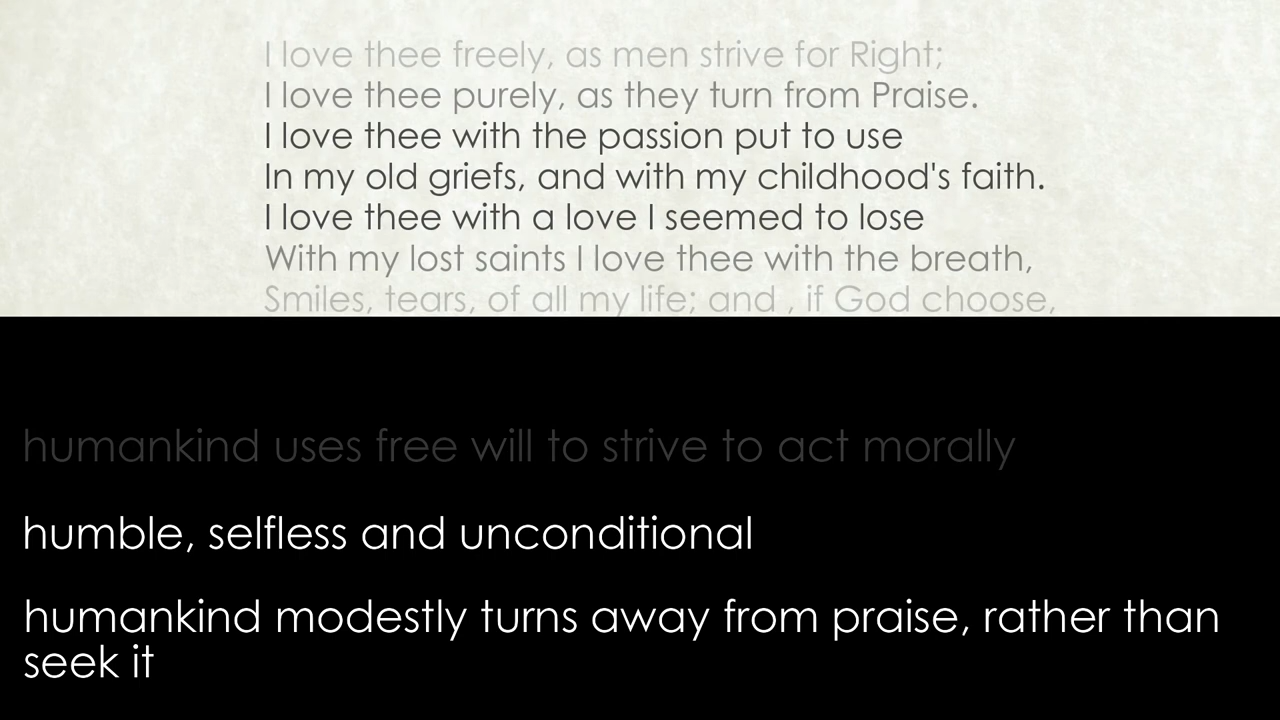 I love thee freely, as men strive for Right;
I love thee purely, as they turn from Praise.
I love thee with the passion put to use
In my old griefs, and with my childhood's faith.
I love thee with a love I seemed to lose
With my lost saints I love thee with the breath,
Smiles, tears, of all my life; and , if God choose,
humankind uses free will to strive to act morally
humble, selfless and unconditional
humankind modestly turns away from praise, rather than
seek it